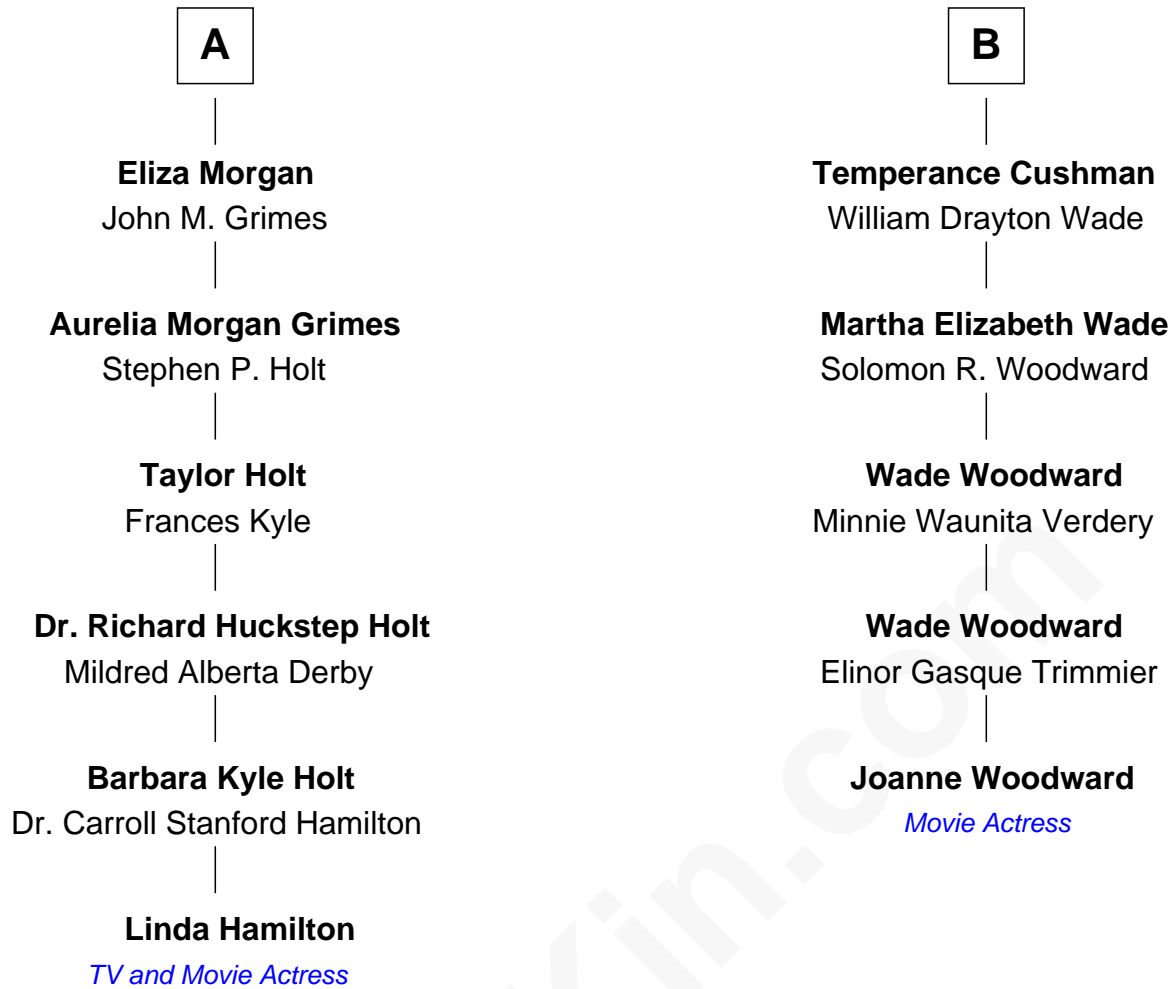 A
Eliza Morgan
John M. Grimes
Aurelia Morgan Grimes
Stephen P. Holt
Taylor Holt
Frances Kyle
Dr. Richard Huckstep Holt
Mildred Alberta Derby
Barbara Kyle Holt
Dr. Carroll Stanford Hamilton
Linda Hamilton
TV and Movie Actress
B
Temperance Cushman
William Drayton Wade
Martha Elizabeth Wade
Solomon R. Woodward
Wade Woodward
Minnie Waunita Verdery
Wade Woodward
Elinor Gasque Trimmier
Joanne Woodward
Movie Actress
Kin.com